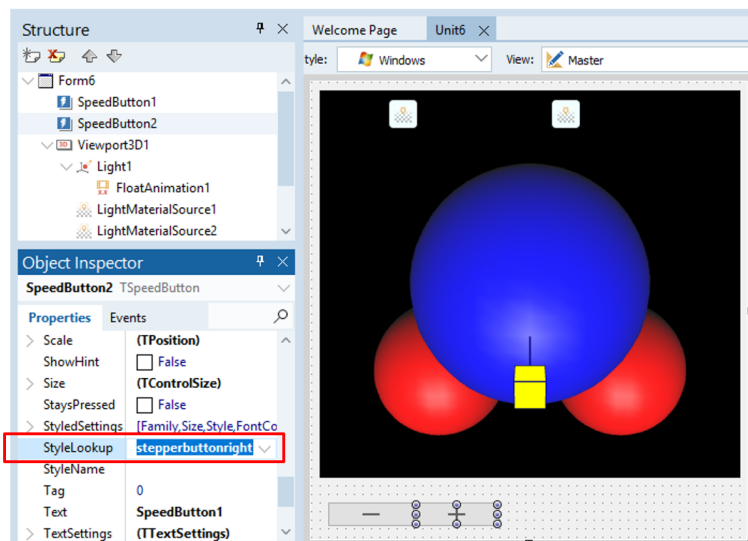 Structure
Form6
SpeedButton1
SpeedButton2
3D Viewport3D1
Light1
FloatAnimation1
LightMaterialSource1
LightMaterialSource2
Object Inspector
SpeedButton2 TSpeedButton
Properties Events
Scale (TPosition)
ShowHint False
Size (TControlSize)
StaysPressed False
StyledSettings [Family,Size,Style,FontCo
StyleLookup stepperbuttonright
StyleName
Tag 0
Text SpeedButton1
TextSettings (TTextSettings)
Welcome Page Unit6
tyle: Windows View: Master